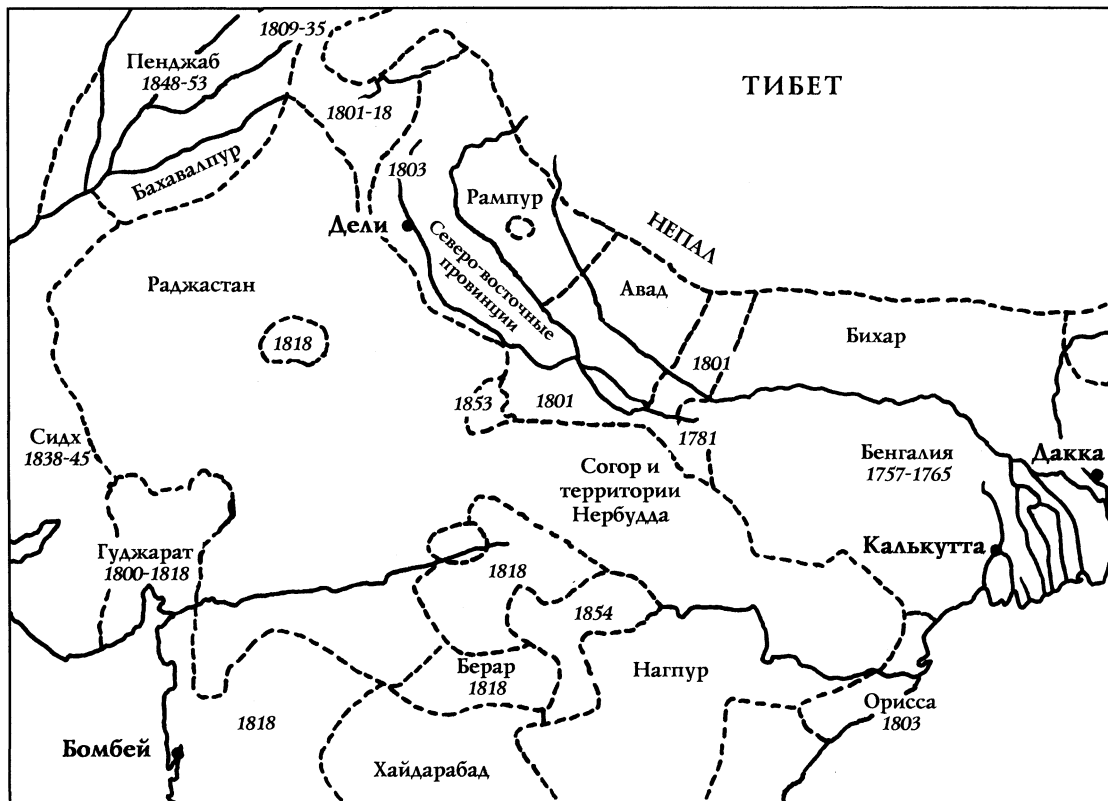 1809-35
Пенджаб
1848-53
ТИБЕТ
1801-18
1803
Бахавалпур
Рампур
Дели
НЕПАЛ
Северо-восточные
провинции
Раджастан
Авад
1818
Бихар
1801
1853
1801
1781
Сидх
1838-45
Бенгалия
1757-1765
Дакка
Согор и
территории
Нербудда
Гуджарат
1800-1818
Калькутта
1818
1854
Берар
1818
Нагпур
Орисса
1803
1818
Бомбей
Хайдарабад